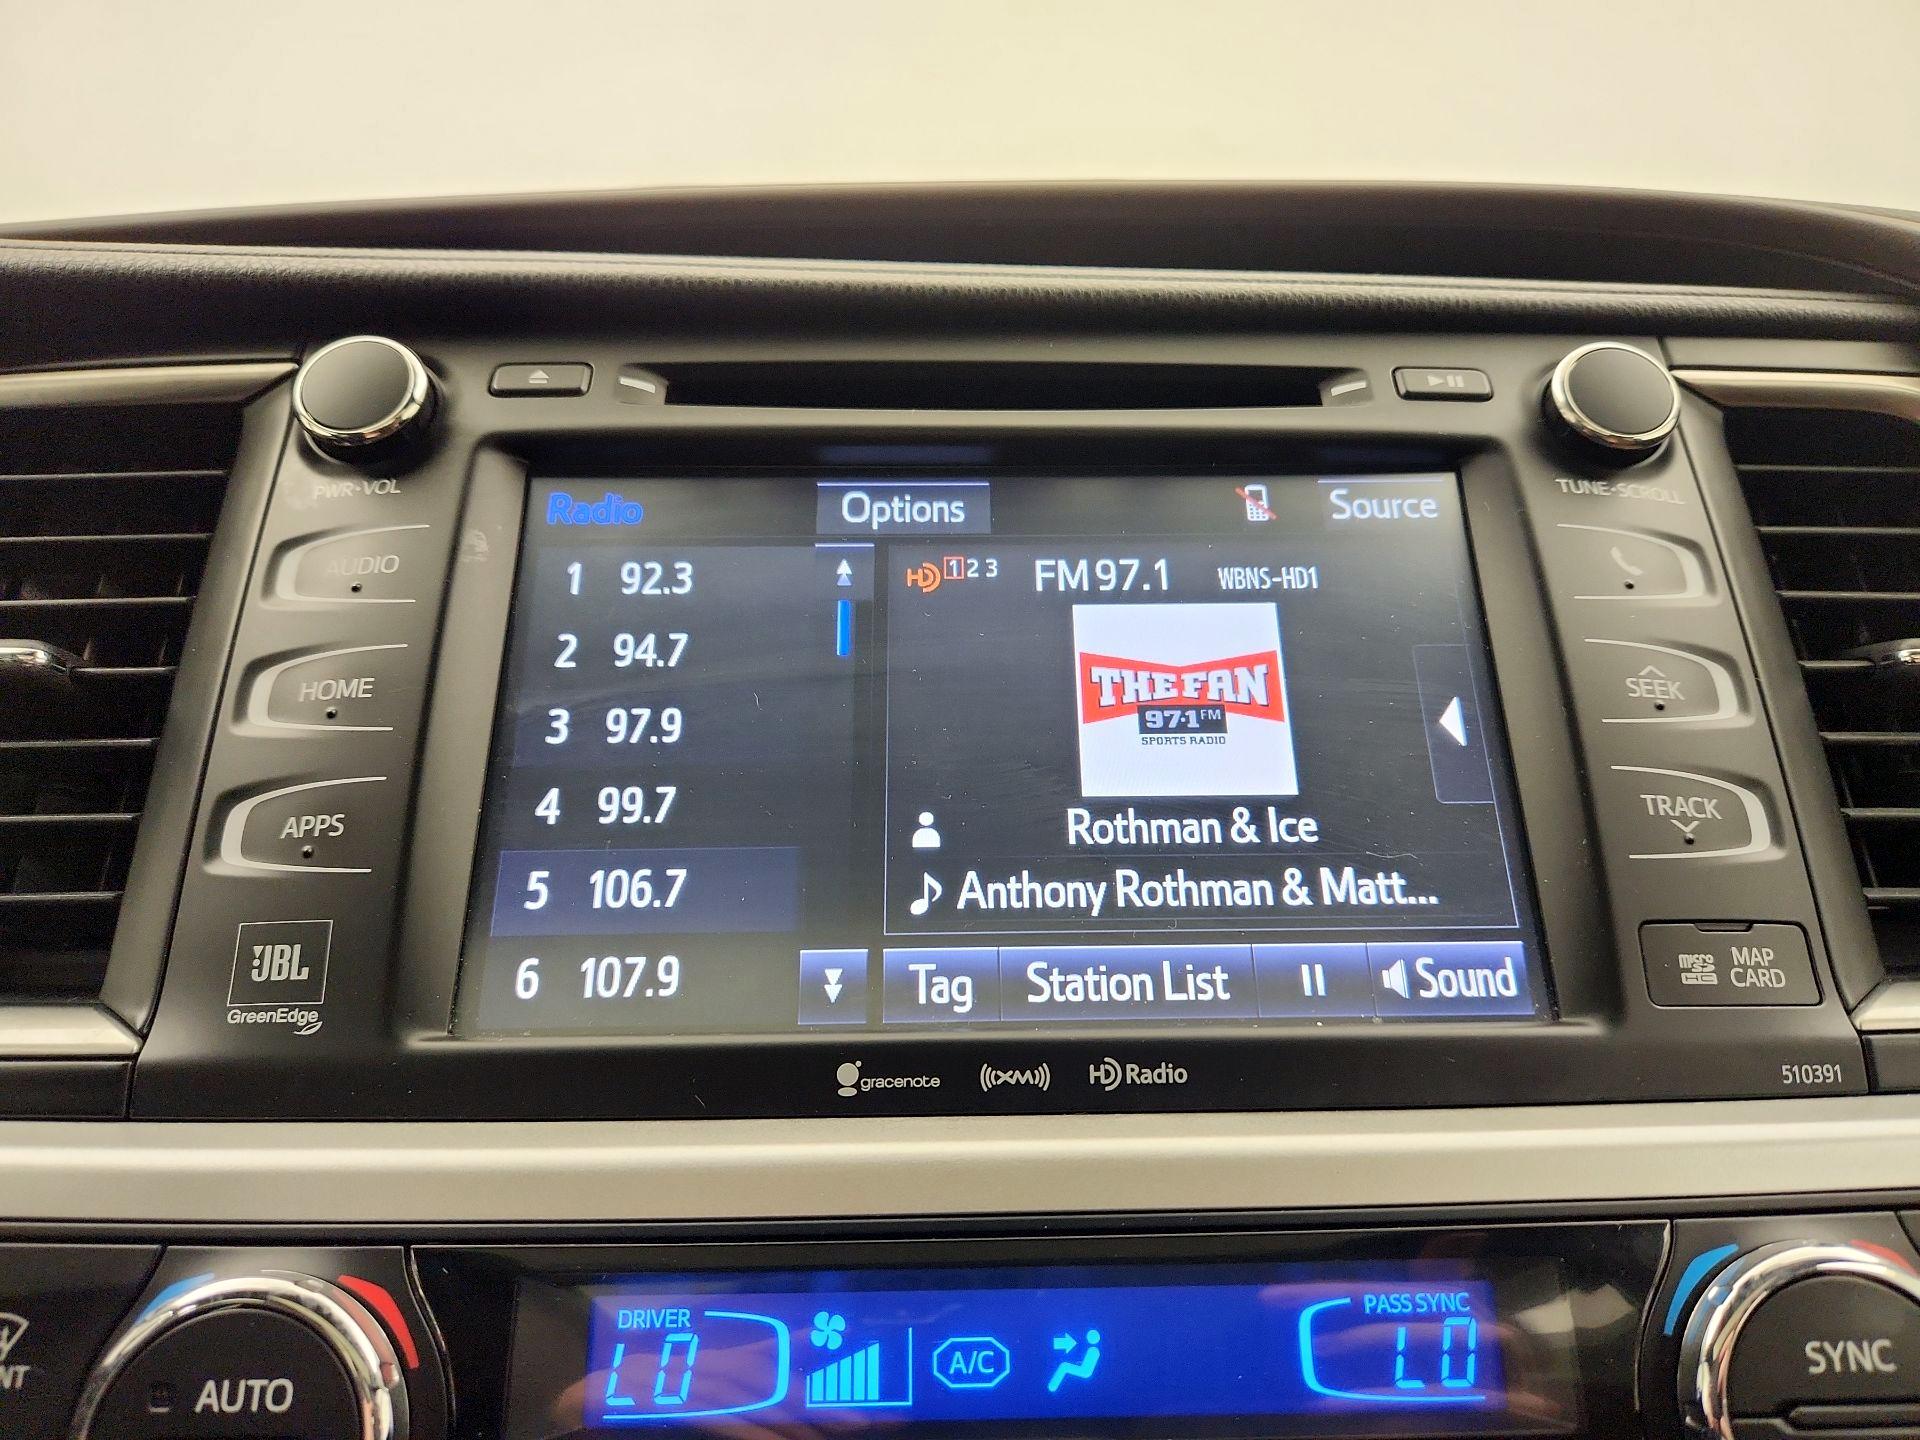 PWR•VOL
AUDIO
HOME
APPS
JBL
GreenEdge
Radio
Options
Source
1 92.3
2 94.7
3 97.9
4 99.7
5 106.7
6 107.9
HD 1 2 3 FM 97.1 WBNS-HD1
THE FAN
97.1 FM
SPORTS RADIO
Rothman & Ice
Anthony Rothman & Matt...
Tag
Station List
Sound
TUNE•SCROLL
SEEK
TRACK
micro SD HC
MAP
CARD
gracenote
((XM))
HD Radio
510391
DRIVER
LO
A/C
PASS SYNC
LO
AUTO
SYNC